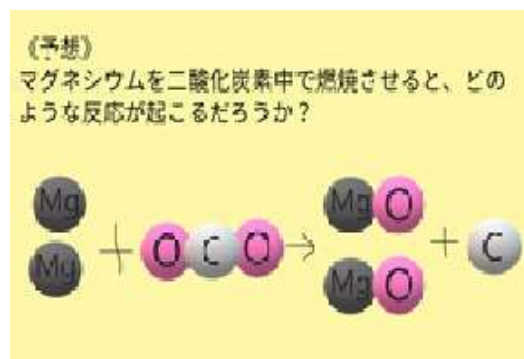 《予想》
マグネシウムを二酸化炭素中で燃焼させると、どの
ような反応が起こるだろうか？
Mg O
Mg + O C O → Mg O + C